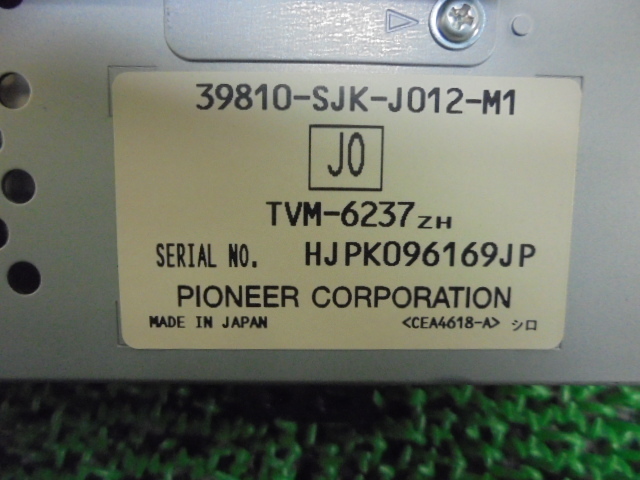 39810-SJK-J012-M1
J0
TVM-6237ZH
SERIAL NO. HJPK096169JP
PIONEER CORPORATION
MADE IN JAPAN <CEA4618-A> シロ